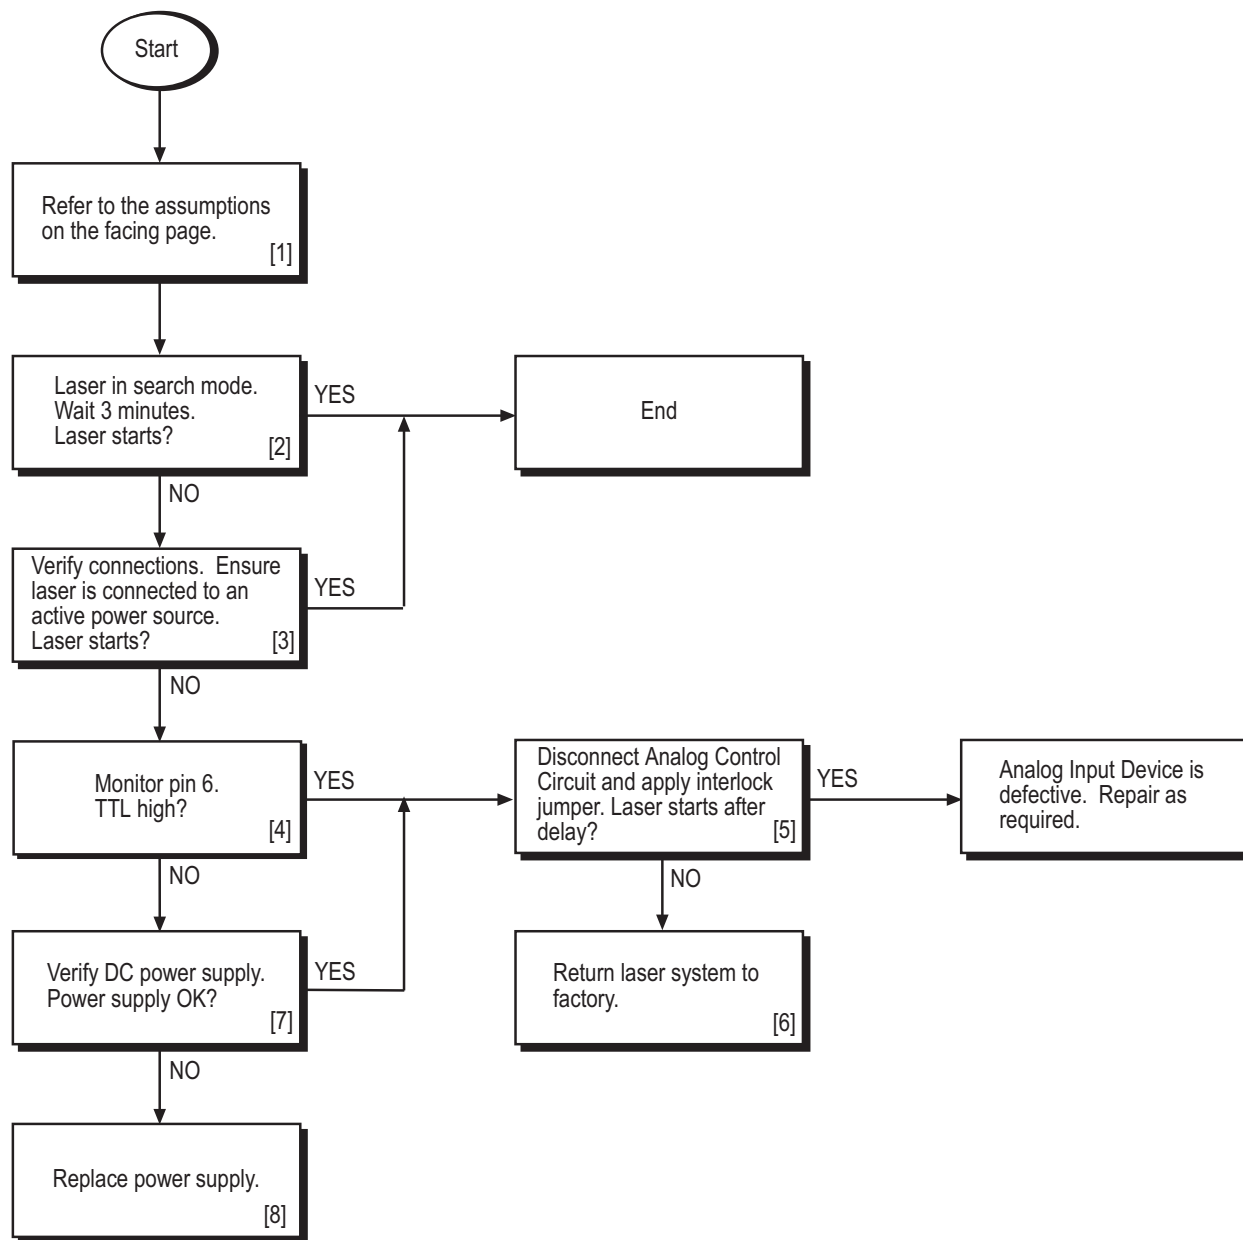 Start
Refer to the assumptions
on the facing page.
[1]
Laser in search mode.
Wait 3 minutes.
Laser starts?
[2]
YES
End
NO
Verify connections. Ensure
laser is connected to an
active power source.
Laser starts?
[3]
YES
NO
Monitor pin 6.
TTL high?
[4]
YES
Disconnect Analog Control
Circuit and apply interlock
jumper. Laser starts after
delay?
[5]
YES
Analog Input Device is
defective. Repair as
required.
NO
NO
Verify DC power supply.
Power supply OK?
[7]
YES
Return laser system to
factory.
[6]
NO
Replace power supply.
[8]